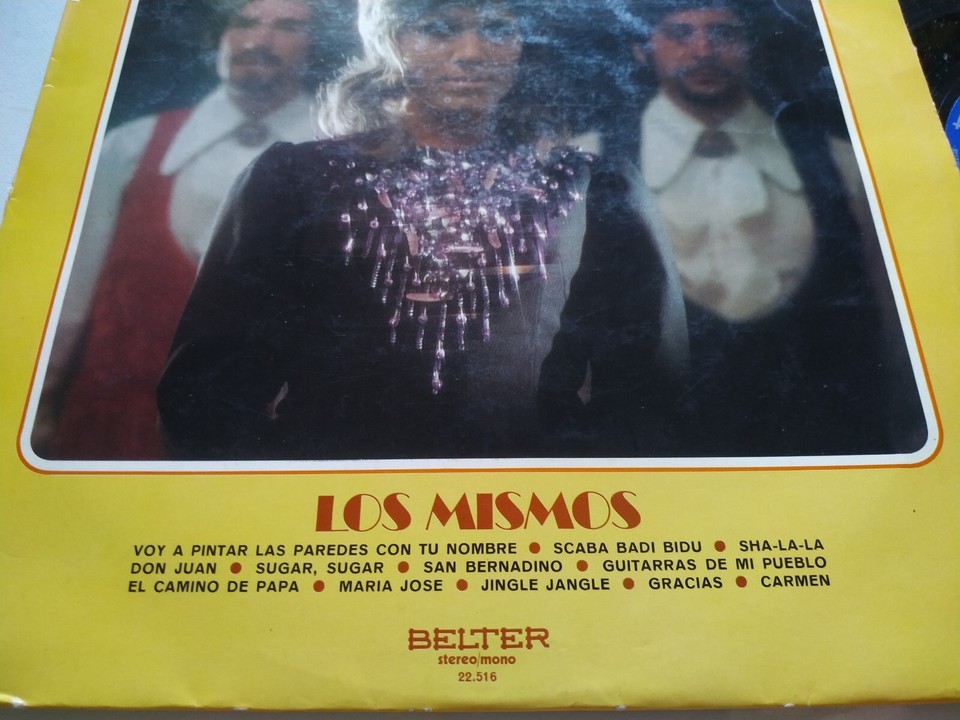 LOS MISMOS
VOY A PINTAR LAS PAREDES CON TU NOMBRE ● SCABA BADI BIDU ● SHA-LA-LA
DON JUAN ● SUGAR, SUGAR ● SAN BERNADINO ● GUITARRAS DE MI PUEBLO
EL CAMINO DE PAPA ● MARIA JOSE ● JINGLE JANGLE ● GRACIAS ● CARMEN
BELTER
stereo/mono
22.516